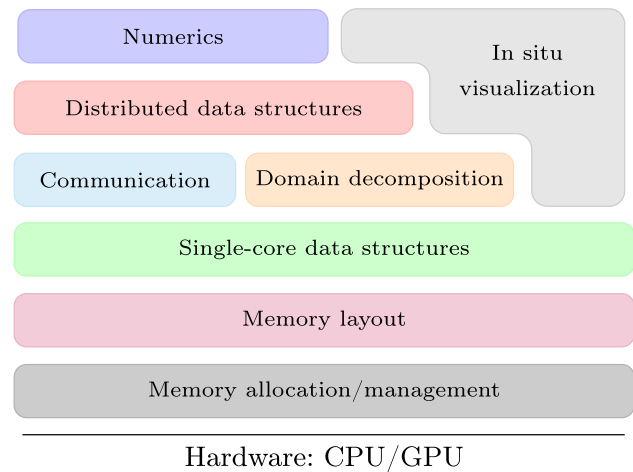 Numerics
In situ
visualization
Distributed data structures
Communication
Domain decomposition
Single-core data structures
Memory layout
Memory allocation/management
Hardware: CPU/GPU